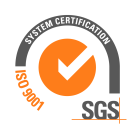 SYSTEM CERTIFICATION
ISO 9001
SGS